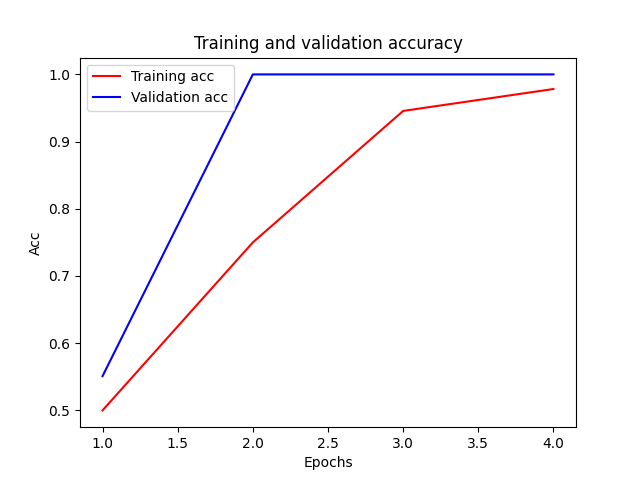 Training and validation accuracy
Training acc
Validation acc
1.0
0.9
0.8
0.7
0.6
0.5
Acc
1.0 1.5 2.0 2.5 3.0 3.5 4.0
Epochs